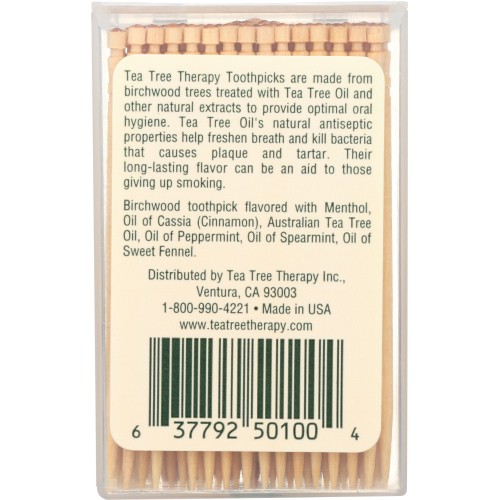 Tea Tree Therapy Toothpicks are made from
birchwood trees treated with Tea Tree Oil and
other natural extracts to provide optimal oral
hygiene. Tea Tree Oil's natural antiseptic
properties help freshen breath and kill bacteria
that causes plaque and tartar. Their
long-lasting flavor can be an aid to those
giving up smoking.
Birchwood toothpick flavored with Menthol,
Oil of Cassia (Cinnamon), Australian Tea Tree
Oil, Oil of Peppermint, Oil of Spearmint, Oil of
Sweet Fennel.
Distributed by Tea Tree Therapy Inc.,
Ventura, CA 93003
1-800-990-4221 • Made in USA
www.teatreetherapy.com
6 37792 50100 4